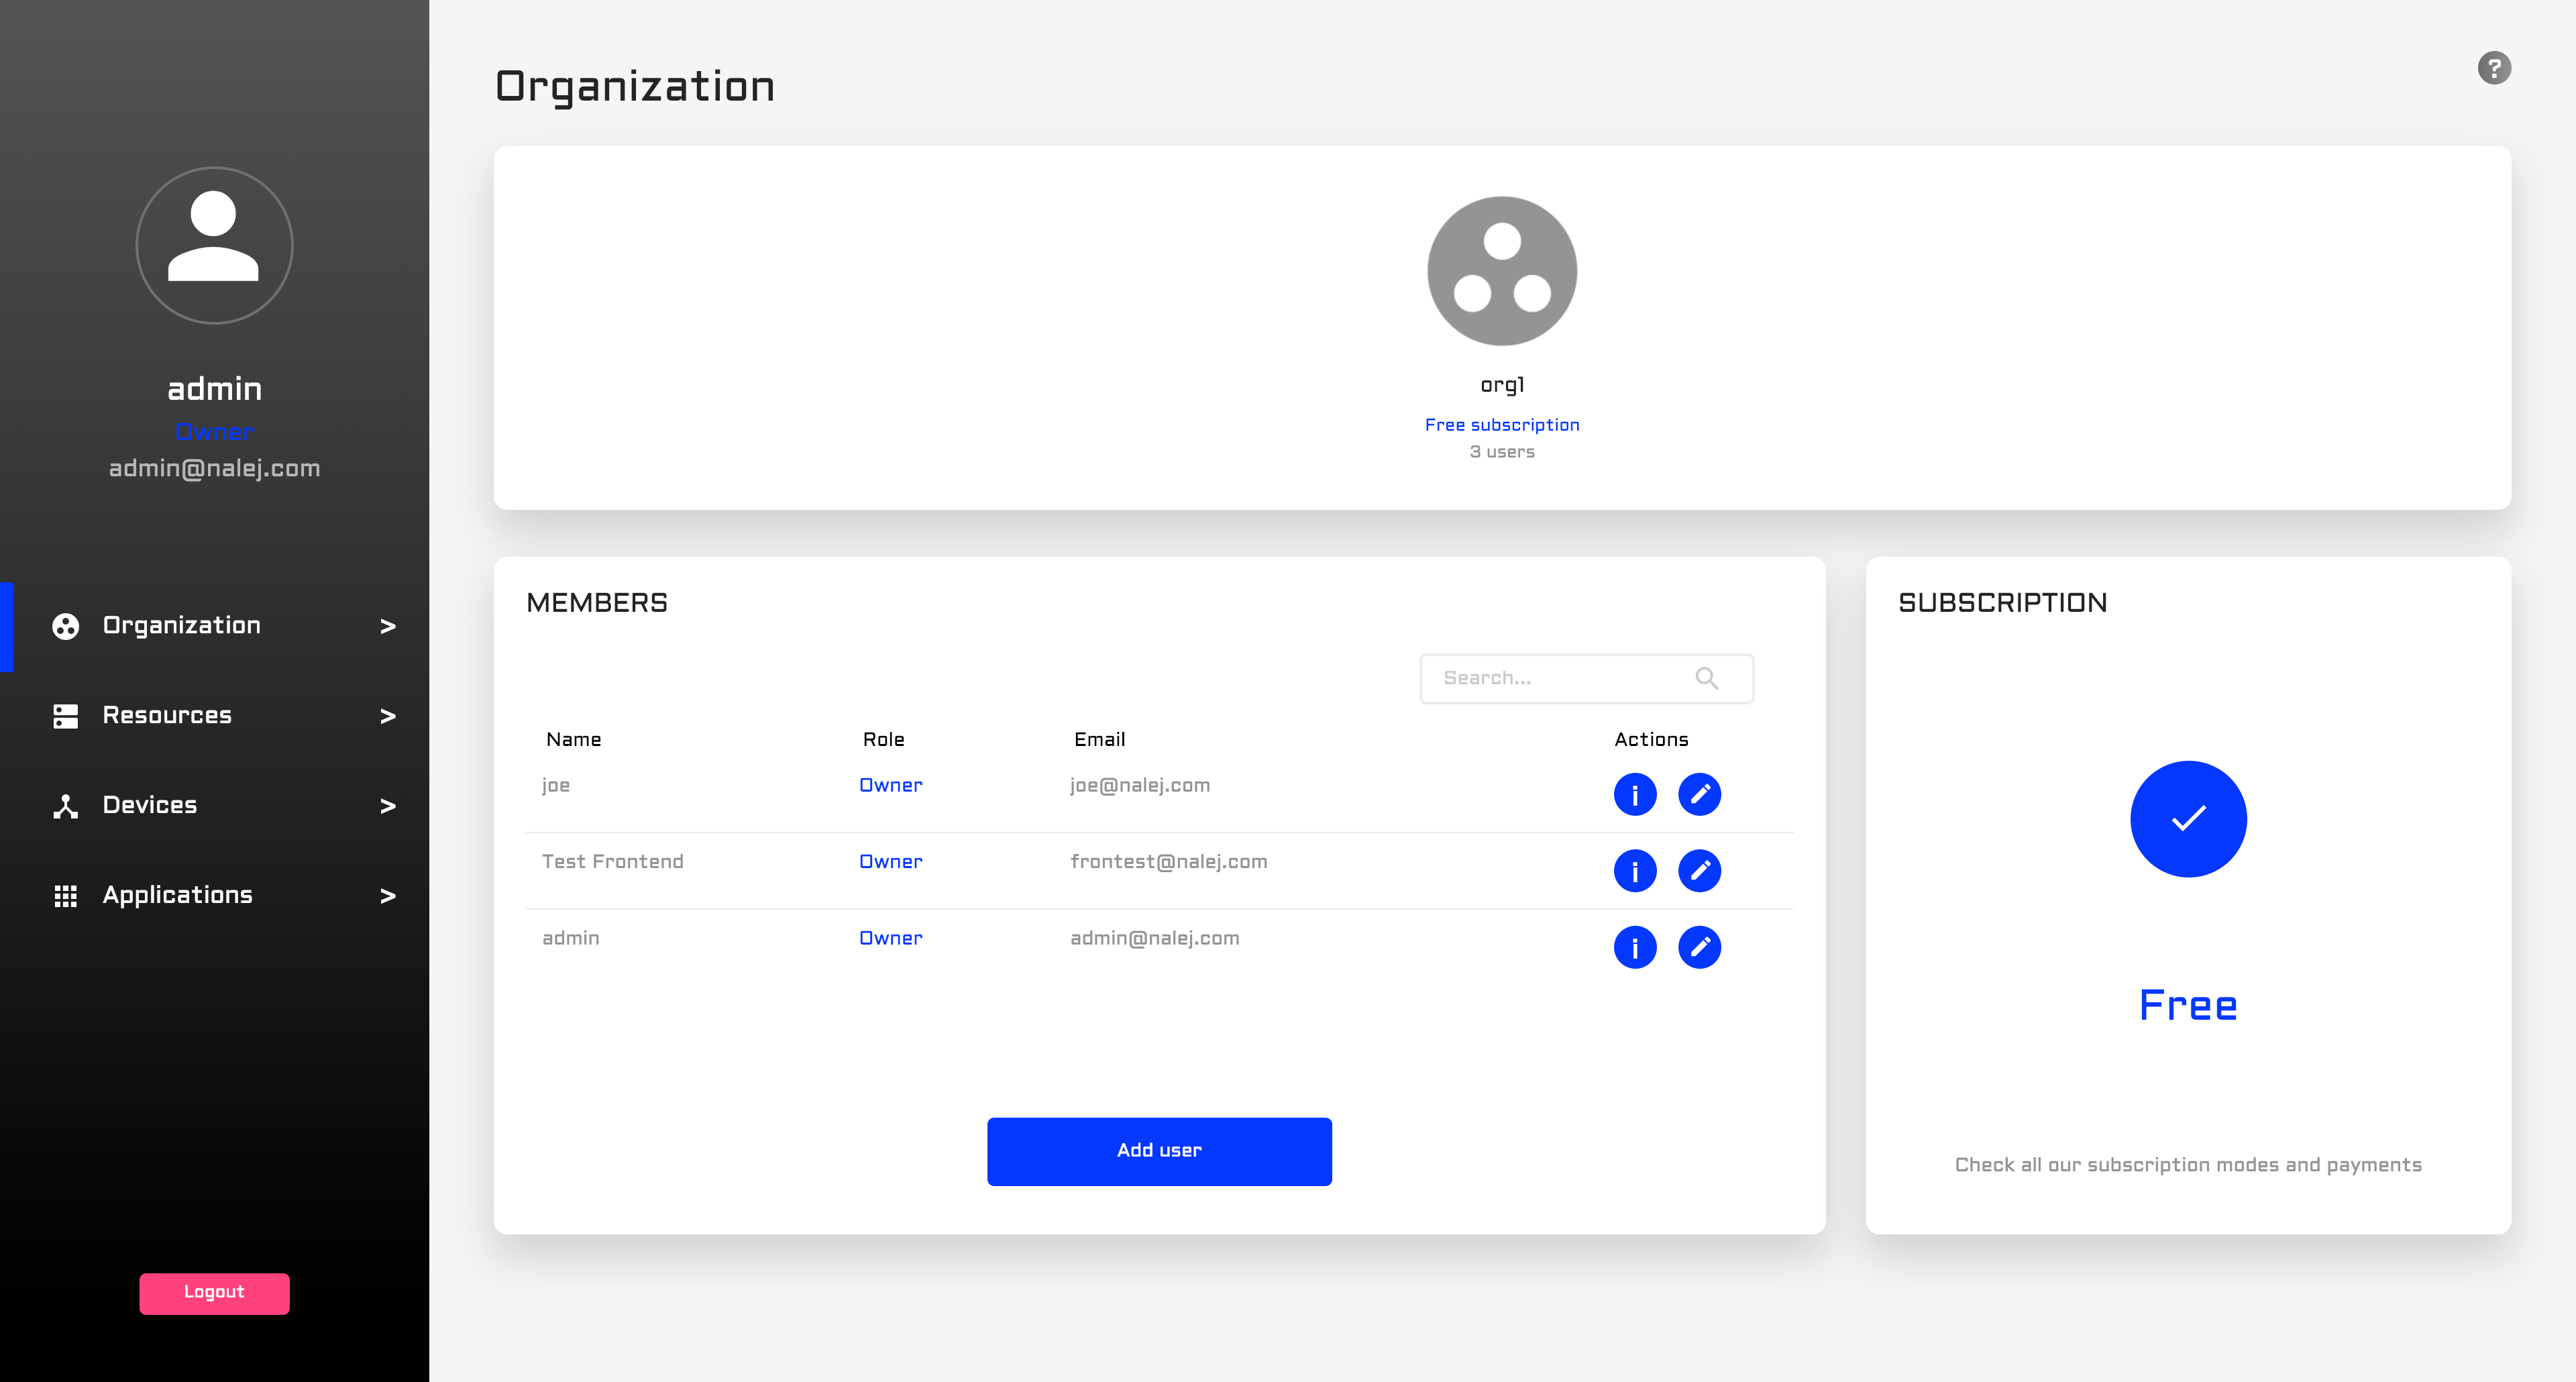 admin
Owner
admin@nalej.com
Organization >
Resources >
Devices >
Applications >
Logout
Organization
?
org1
Free subscription
3 users
MEMBERS
Search...
Name Role Email Actions
joe Owner joe@nalej.com i
Test Frontend Owner frontest@nalej.com i
admin Owner admin@nalej.com i
Add user
SUBSCRIPTION
Free
Check all our subscription modes and payments